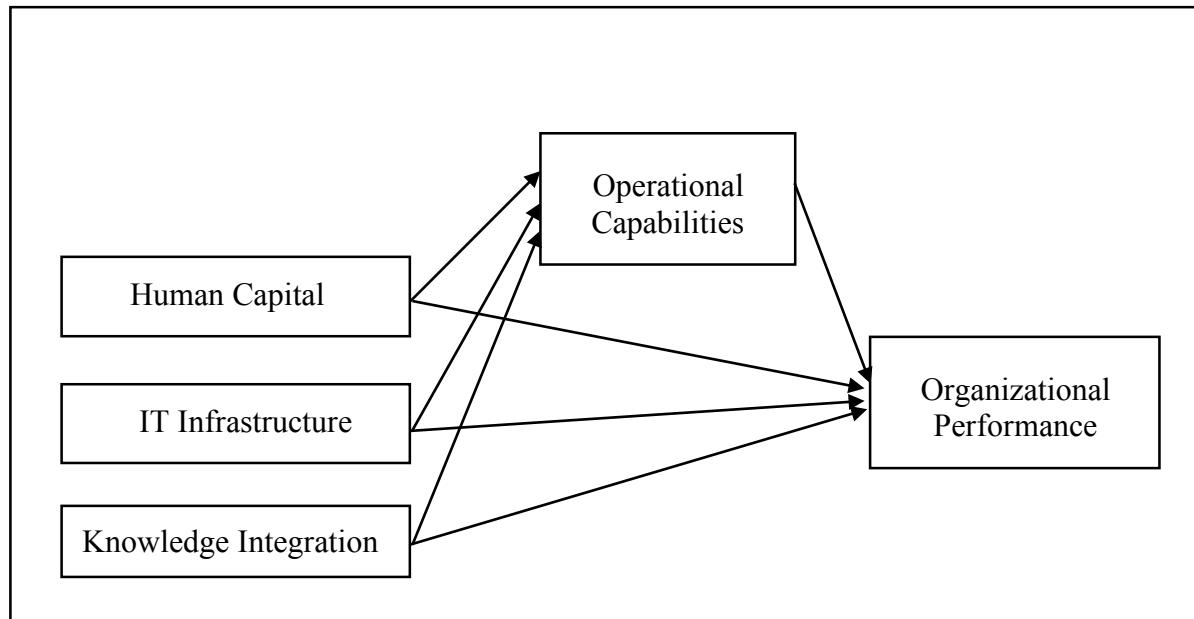 Operational
Capabilities
Human Capital
IT Infrastructure
Knowledge Integration
Organizational
Performance